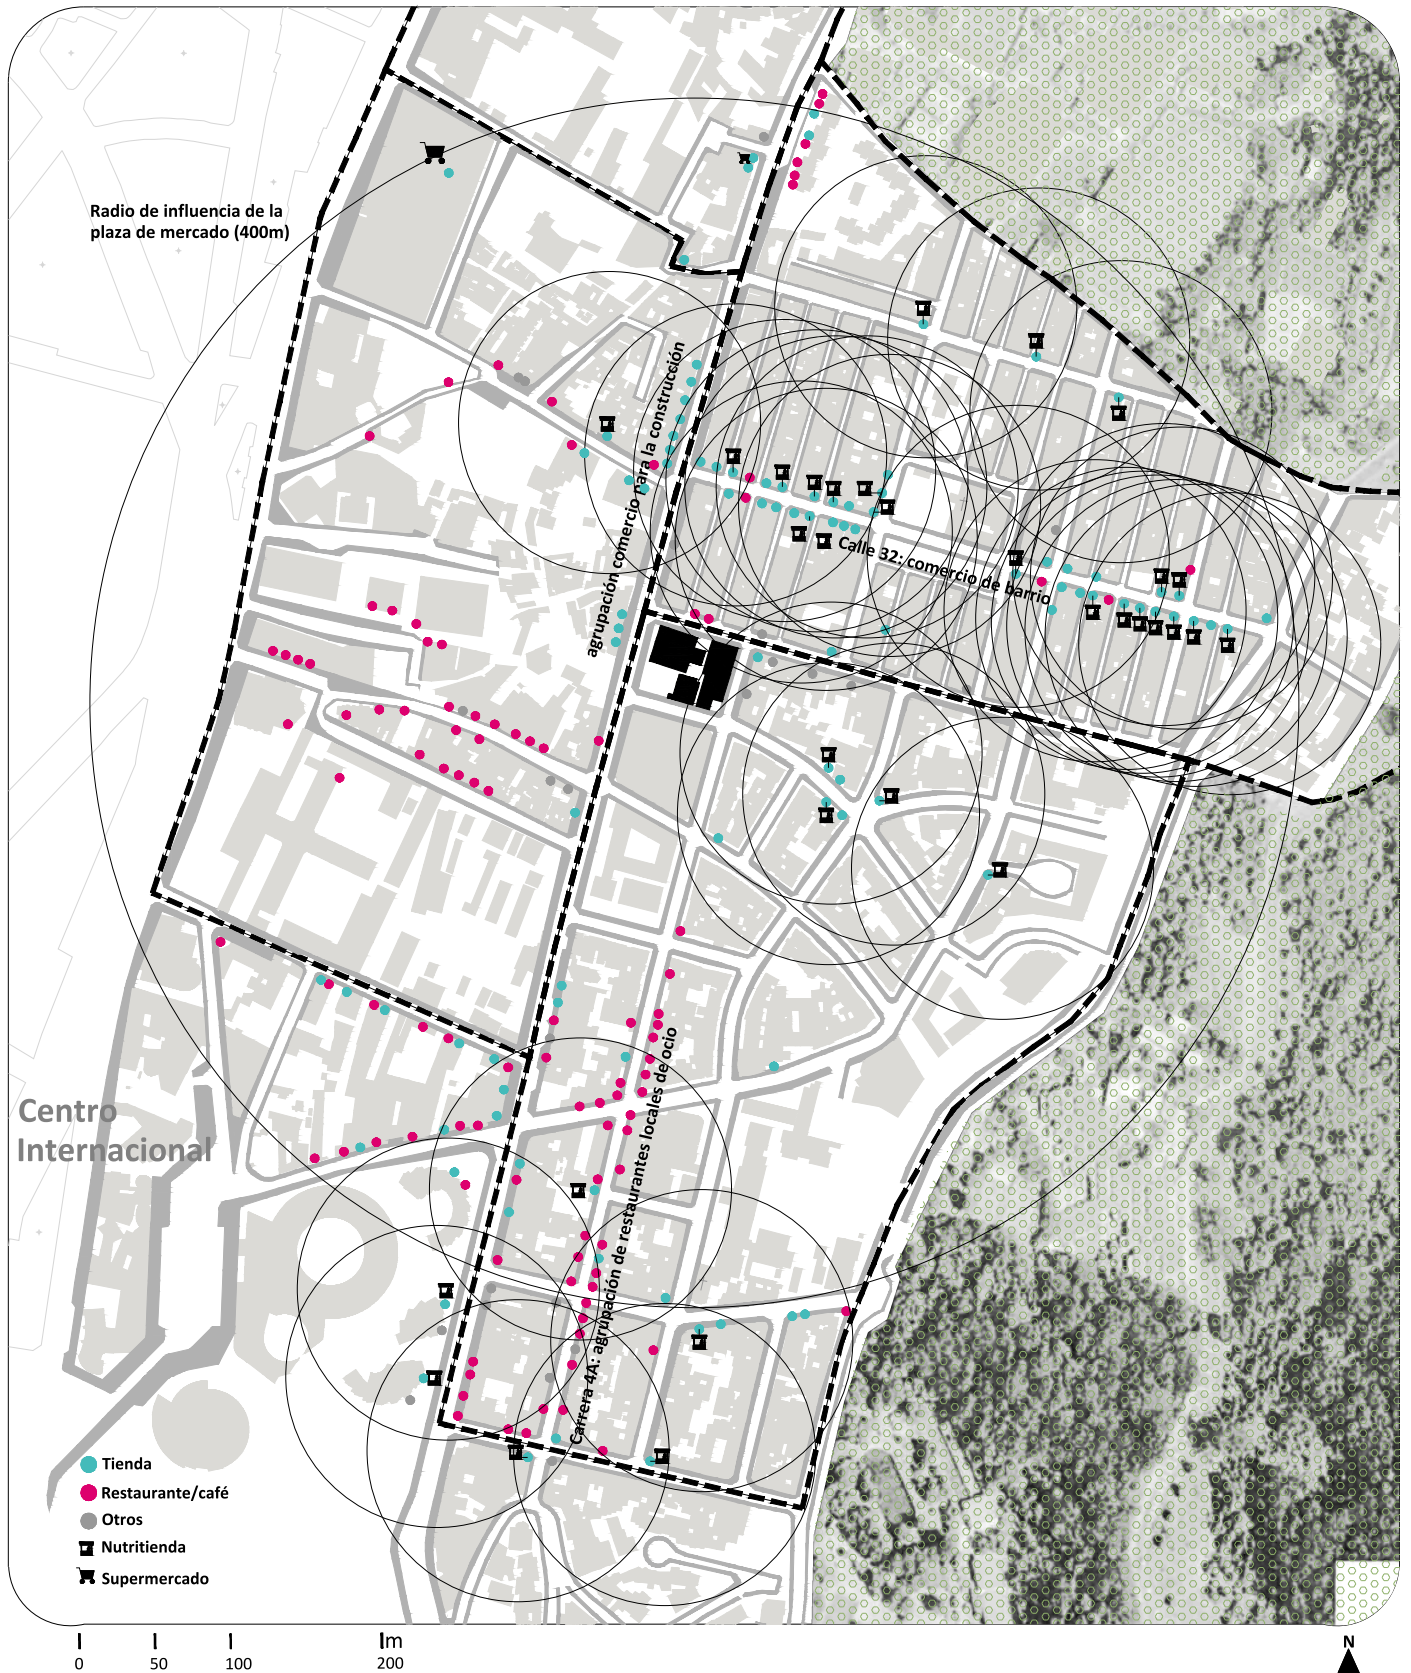 Radio de influencia de la
plaza de mercado (400m)
agrupación comercio para la construcción
Calle 32: comercio de barrio
Centro
Internacional
Carrera 4A: agrupación de restaurantes locales de ocio
Tienda
Restaurante/café
Otros
Nutritienda
Supermercado
m
0 50 100 200
N